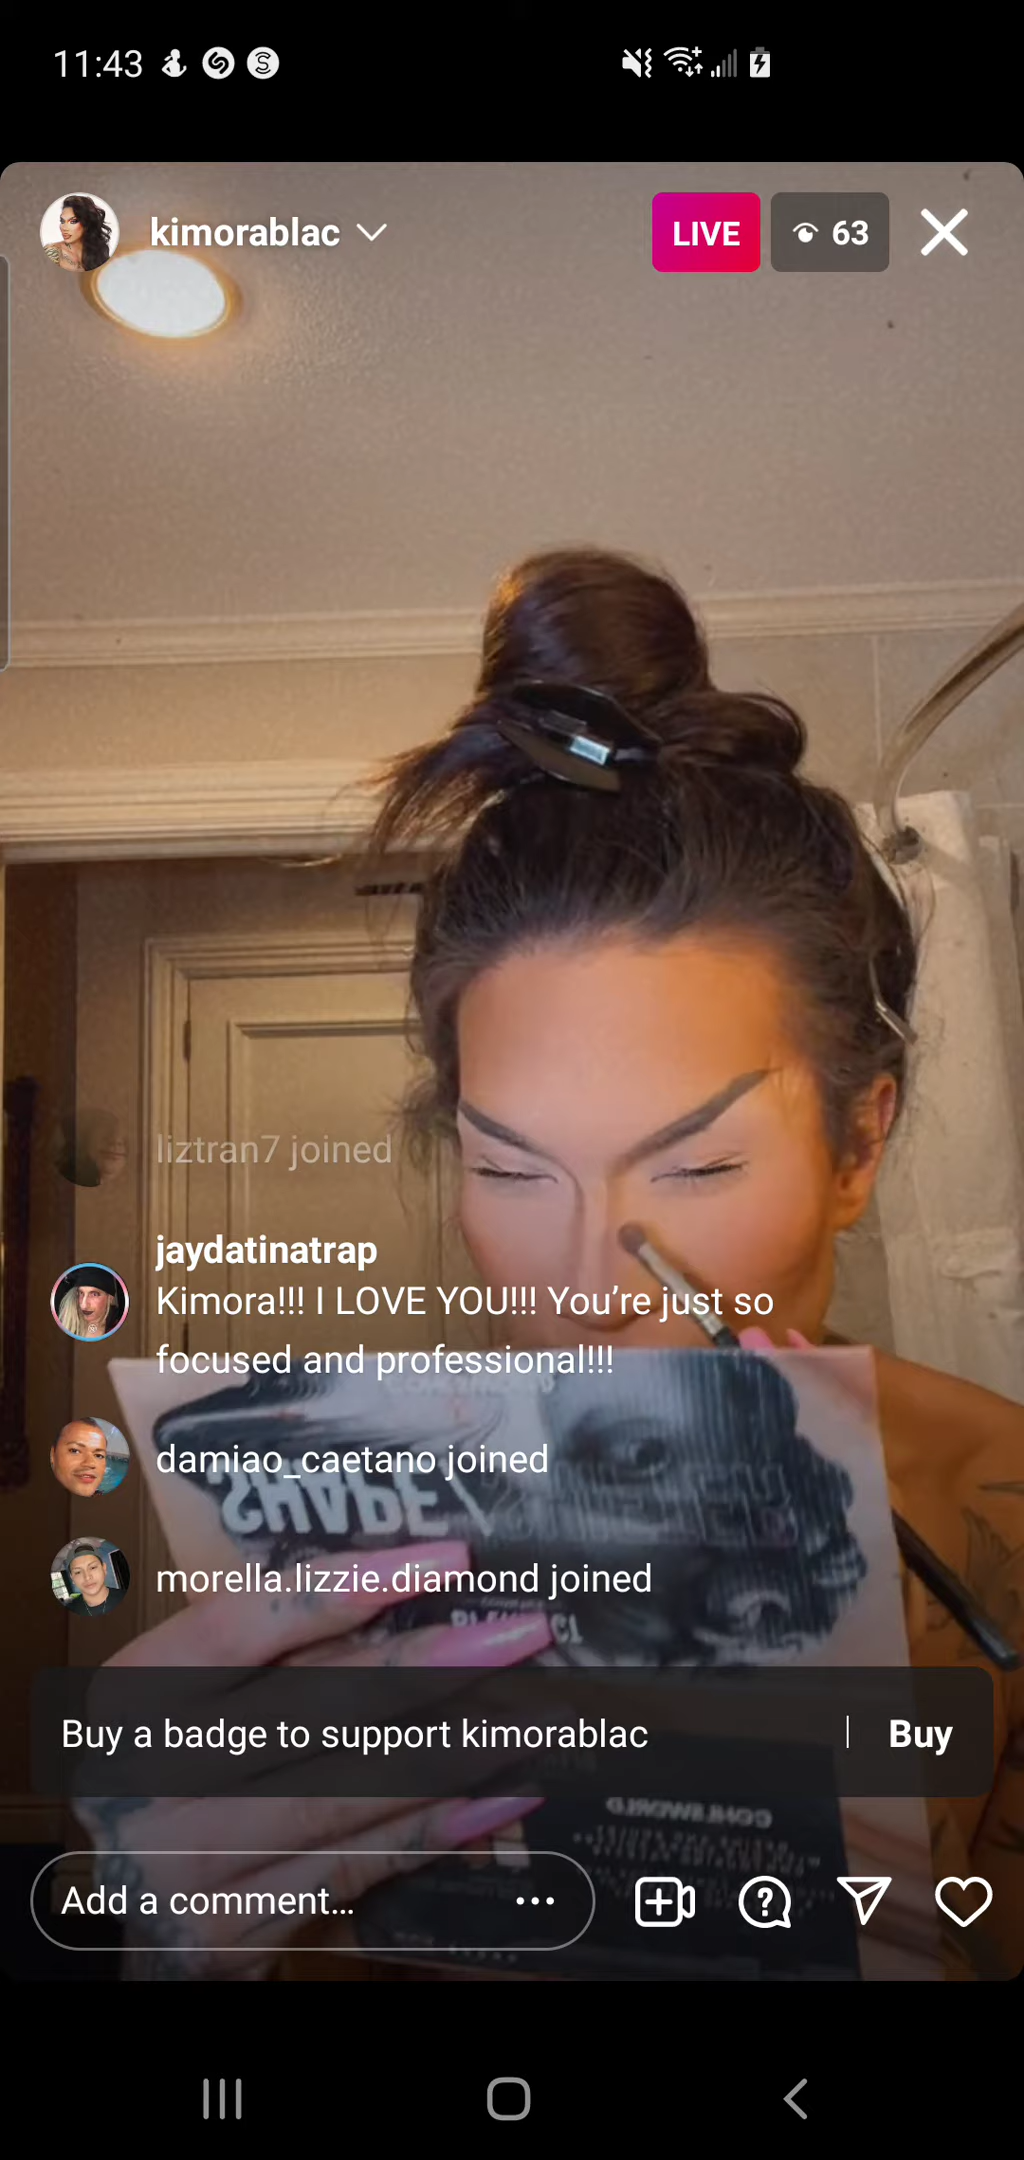 11:43
kimorablac
LIVE
63
liztran7 joined
jaydatinatrap
Kimora!!! I LOVE YOU!!! You’re just so
focused and professional!!!
damiao_caetano joined
SHAPE
morella.lizzie.diamond joined
Buy a badge to support kimorablac | Buy
Add a comment...